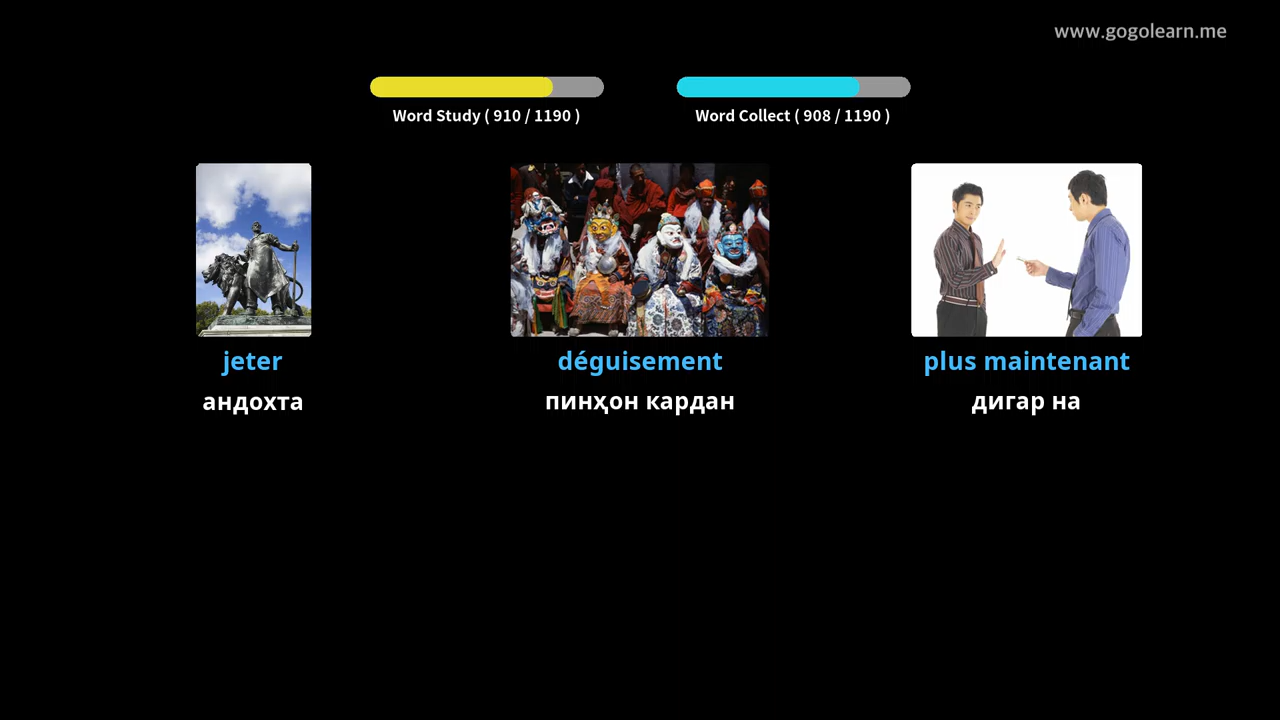 www.gogolearn.me
Word Study ( 910 / 1190 )
Word Collect ( 908 / 1190 )
jeter
андохта
déguisement
пинҳон кардан
plus maintenant
дигар на